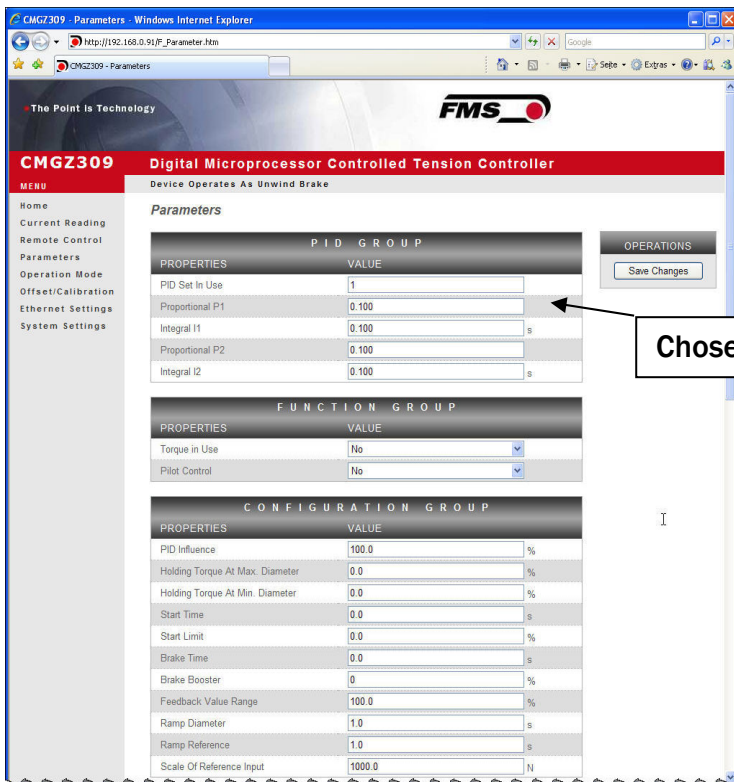 CMGZ309 - Parameters - Windows Internet Explorer
http://192.168.0.91/F_Parameter.htm
Google
CMGZ309 - Parameters
Seite
Extras
The Point Is Technology
FMS
CMGZ309
Digital Microprocessor Controlled Tension Controller
MENU
Device Operates As Unwind Brake
Home
Current Reading
Remote Control
Parameters
Operation Mode
Offset/Calibration
Ethernet Settings
System Settings
Parameters
PID GROUP
PROPERTIES VALUE
PID Set In Use 1
Proportional P1 0.100
Integral I1 0.100 s
Proportional P2 0.100
Integral I2 0.100 s
OPERATIONS
Save Changes
Chose
FUNCTION GROUP
PROPERTIES VALUE
Torque in Use No
Pilot Control No
CONFIGURATION GROUP
PROPERTIES VALUE
PID Influence 100.0 %
Holding Torque At Max. Diameter 0.0 %
Holding Torque At Min. Diameter 0.0 %
Start Time 0.0 s
Start Limit 0.0 %
Brake Time 0.0 s
Brake Booster 0 %
Feedback Value Range 100.0 %
Ramp Diameter 1.0 s
Ramp Reference 1.0 s
Scale Of Reference Input 1000.0 N